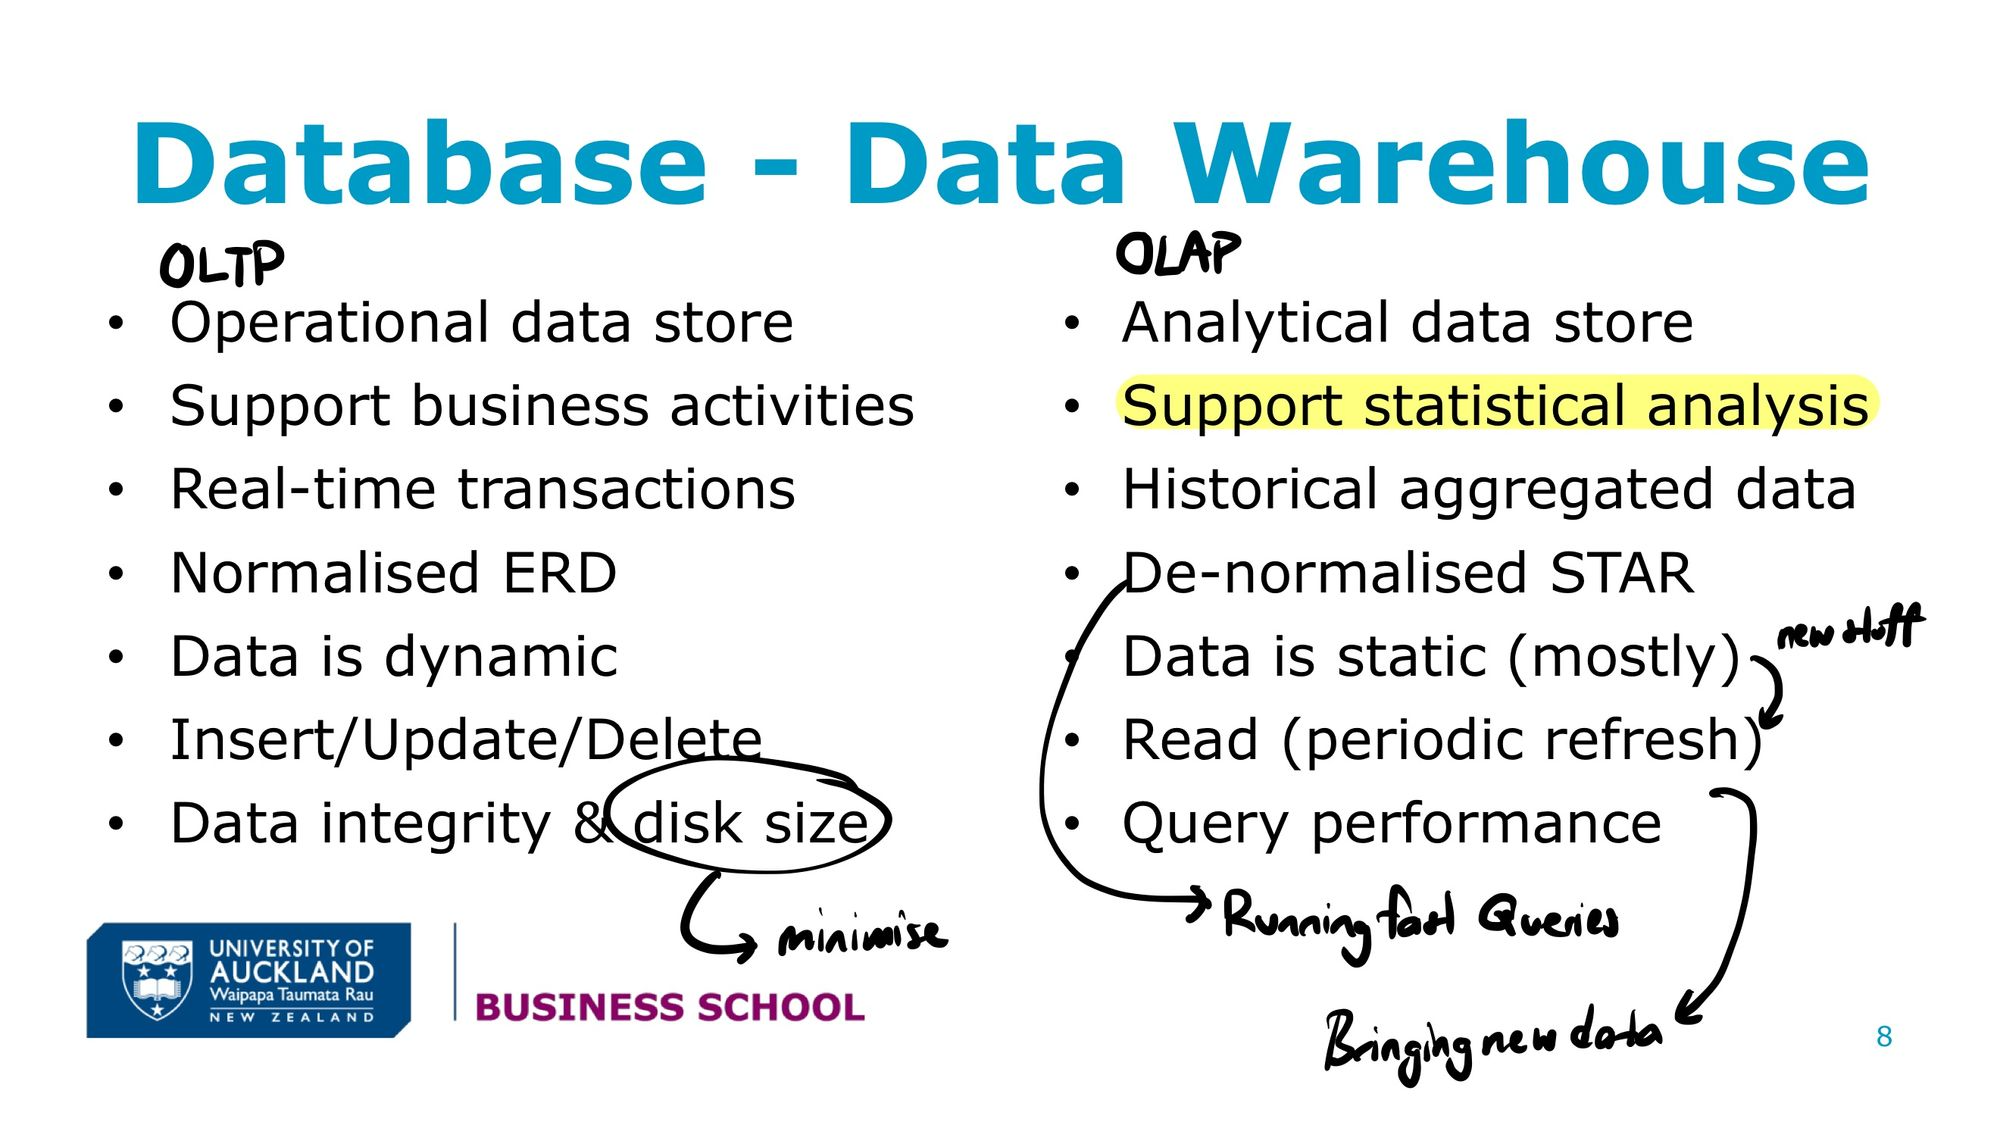 Database - Data Warehouse
OLTP
• Operational data store
• Support business activities
• Real-time transactions
• Normalised ERD
• Data is dynamic
• Insert/Update/Delete
• Data integrity & disk size
minimise
OLAP
• Analytical data store
• Support statistical analysis
• Historical aggregated data
• De-normalised STAR
• Data is static (mostly)
new stuff
• Read (periodic refresh)
• Query performance
Running fast Queries
Bringing new data
UNIVERSITY OF
AUCKLAND
Waipapa Taumata Rau
NEW ZEALAND
BUSINESS SCHOOL
8